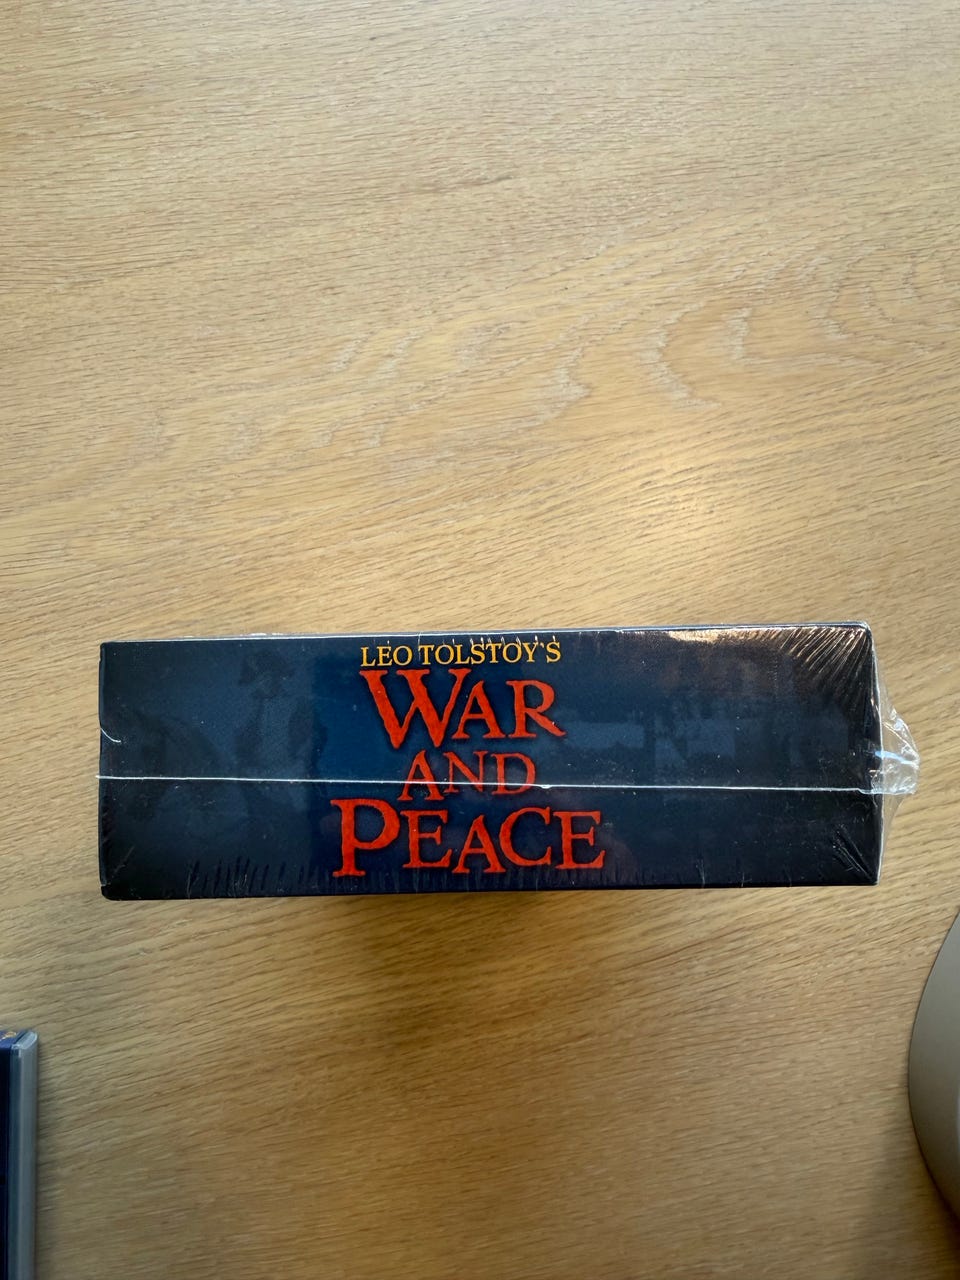 LEO TOLSTOY'S
WAR
AND
PEACE